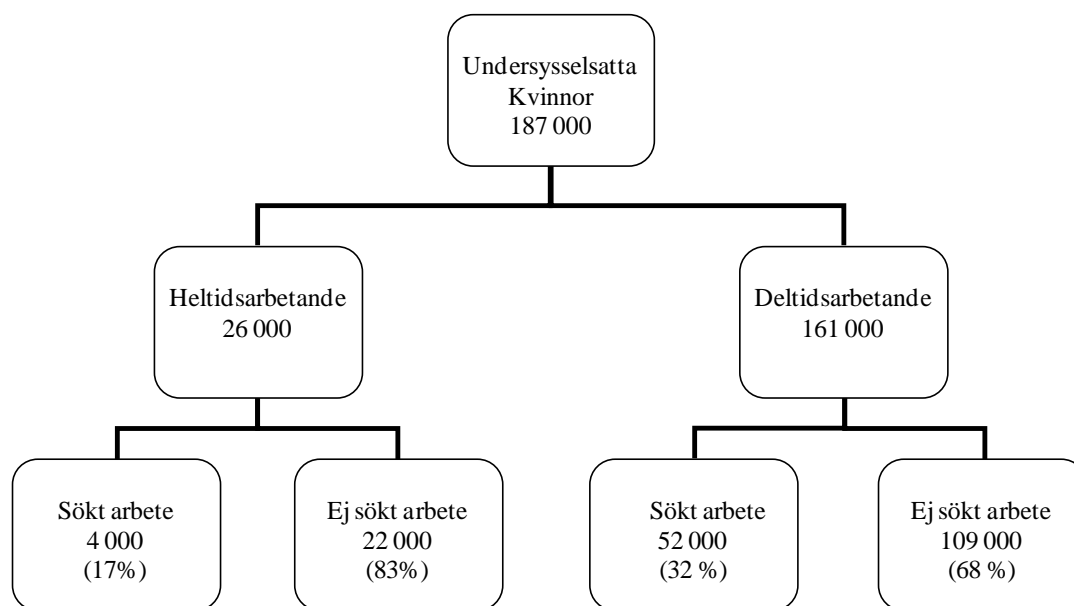 Undersysselsatta
Kvinnor
187 000
Heltidsarbetande
26 000
Deltidsarbetande
161 000
Sökt arbete
4 000
(17%)
Ej sökt arbete
22 000
(83%)
Sökt arbete
52 000
(32 %)
Ej sökt arbete
109 000
(68 %)